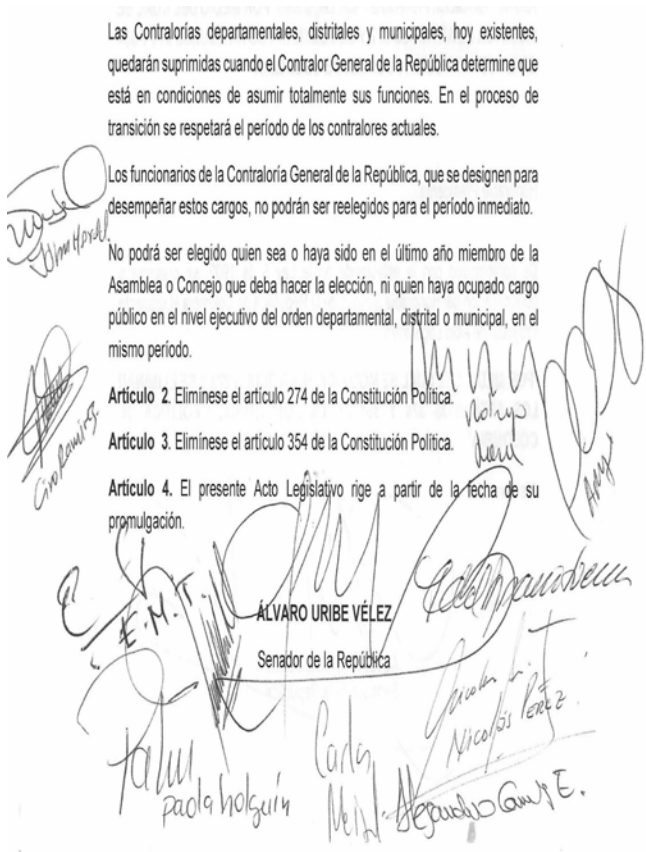 Las Contralorías departamentales, distritales y municipales, hoy existentes,
quedarán suprimidas cuando el Contralor General de la República determine que
está en condiciones de asumir totalmente sus funciones. En el proceso de
transición se respetará el período de los contralores actuales.
Los funcionarios de la Contraloría General de la República, que se designen para
desempeñar estos cargos, no podrán ser reelegidos para el período inmediato.
No podrá ser elegido quien sea o haya sido en el último año miembro de la
Asamblea o Concejo que deba hacer la elección, ni quien haya ocupado cargo
público en el nivel ejecutivo del orden departamental, distrital o municipal, en el
mismo período.
Artículo 2. Elimínese el artículo 274 de la Constitución Política.
Artículo 3. Elimínese el artículo 354 de la Constitución Política.
Ciro Ramírez
Artículo 4. El presente Acto Legislativo rige a partir de la fecha de su
promulgación.
E.M.T.
ÁLVARO URIBE VÉLEZ
Senador de la República
Nicolás PEREZ
paola holguín
Carlos
Alejandro
E.